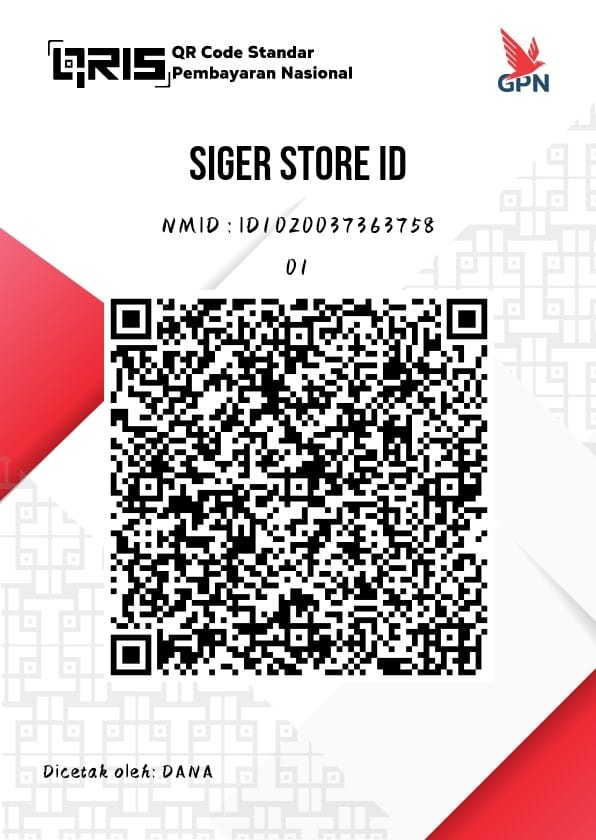 QRIS QR Code Standar
Pembayaran Nasional
GPN
SIGER STORE ID
NMID : ID1020037363758
01
Dicetak oleh: DANA